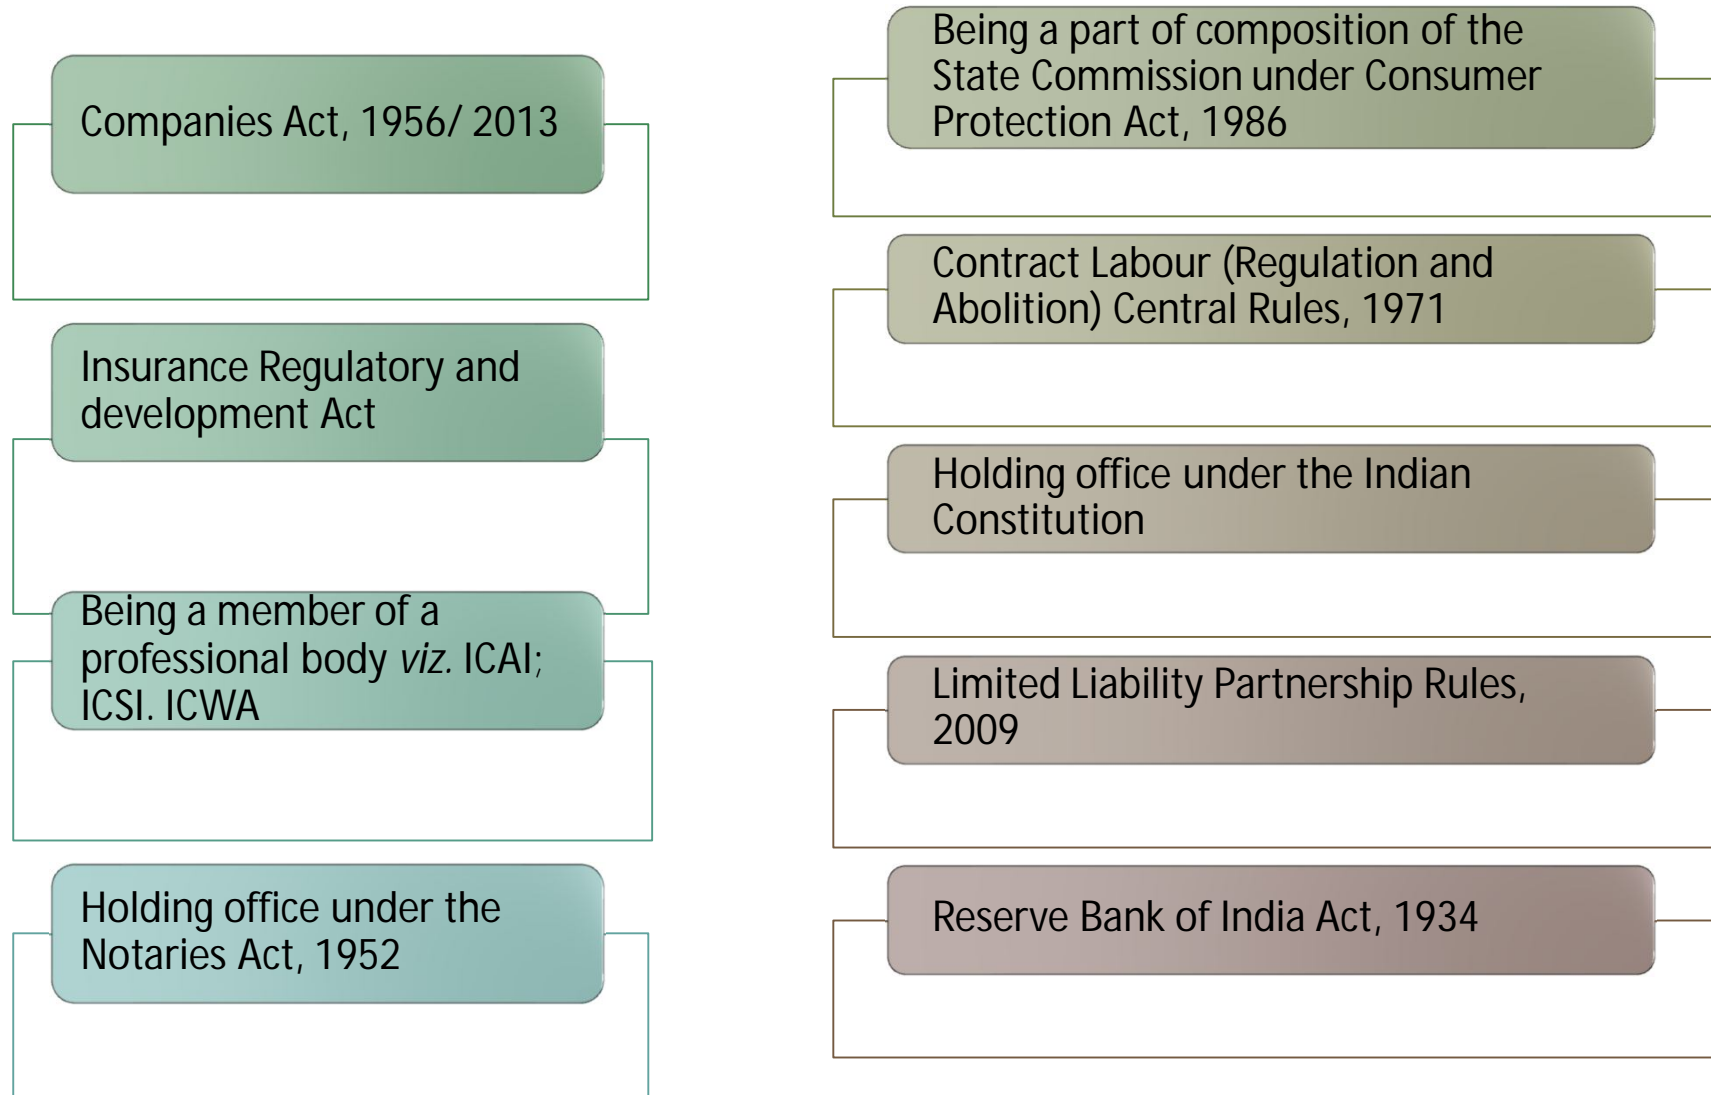 Companies Act, 1956/ 2013
Insurance Regulatory and
development Act
Being a member of a
professional body viz. ICAI;
ICSI. ICWA
Holding office under the
Notaries Act, 1952
Being a part of composition of the
State Commission under Consumer
Protection Act, 1986
Contract Labour (Regulation and
Abolition) Central Rules, 1971
Holding office under the Indian
Constitution
Limited Liability Partnership Rules,
2009
Reserve Bank of India Act, 1934